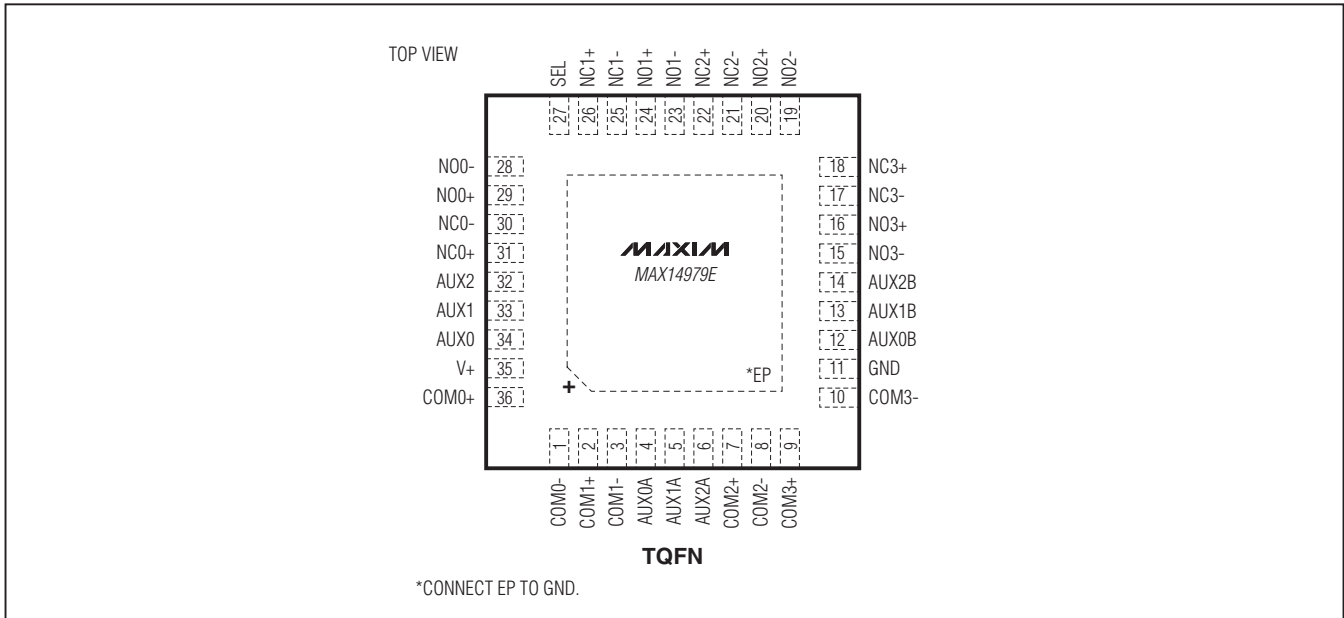 TOP VIEW
SEL NC1+ NC1- NO1+ NO1- NC2+ NC2- NO2+ NO2-
27 26 25 24 23 22 21 20 19
NO0- 28 18 NC3+
NO0+ 29 17 NC3-
NC0- 30 16 NO3+
NC0+ 31 MAXIM 15 NO3-
AUX2 32 MAX14979E 14 AUX2B
AUX1 33 13 AUX1B
AUX0 34 12 AUX0B
V+ 35 *EP 11 GND
COM0+ 36 + 10 COM3-
1 2 3 4 5 6 7 8 9
COM0- COM1+ COM1- AUX0A AUX1A AUX2A COM2+ COM2- COM3+
TQFN
*CONNECT EP TO GND.